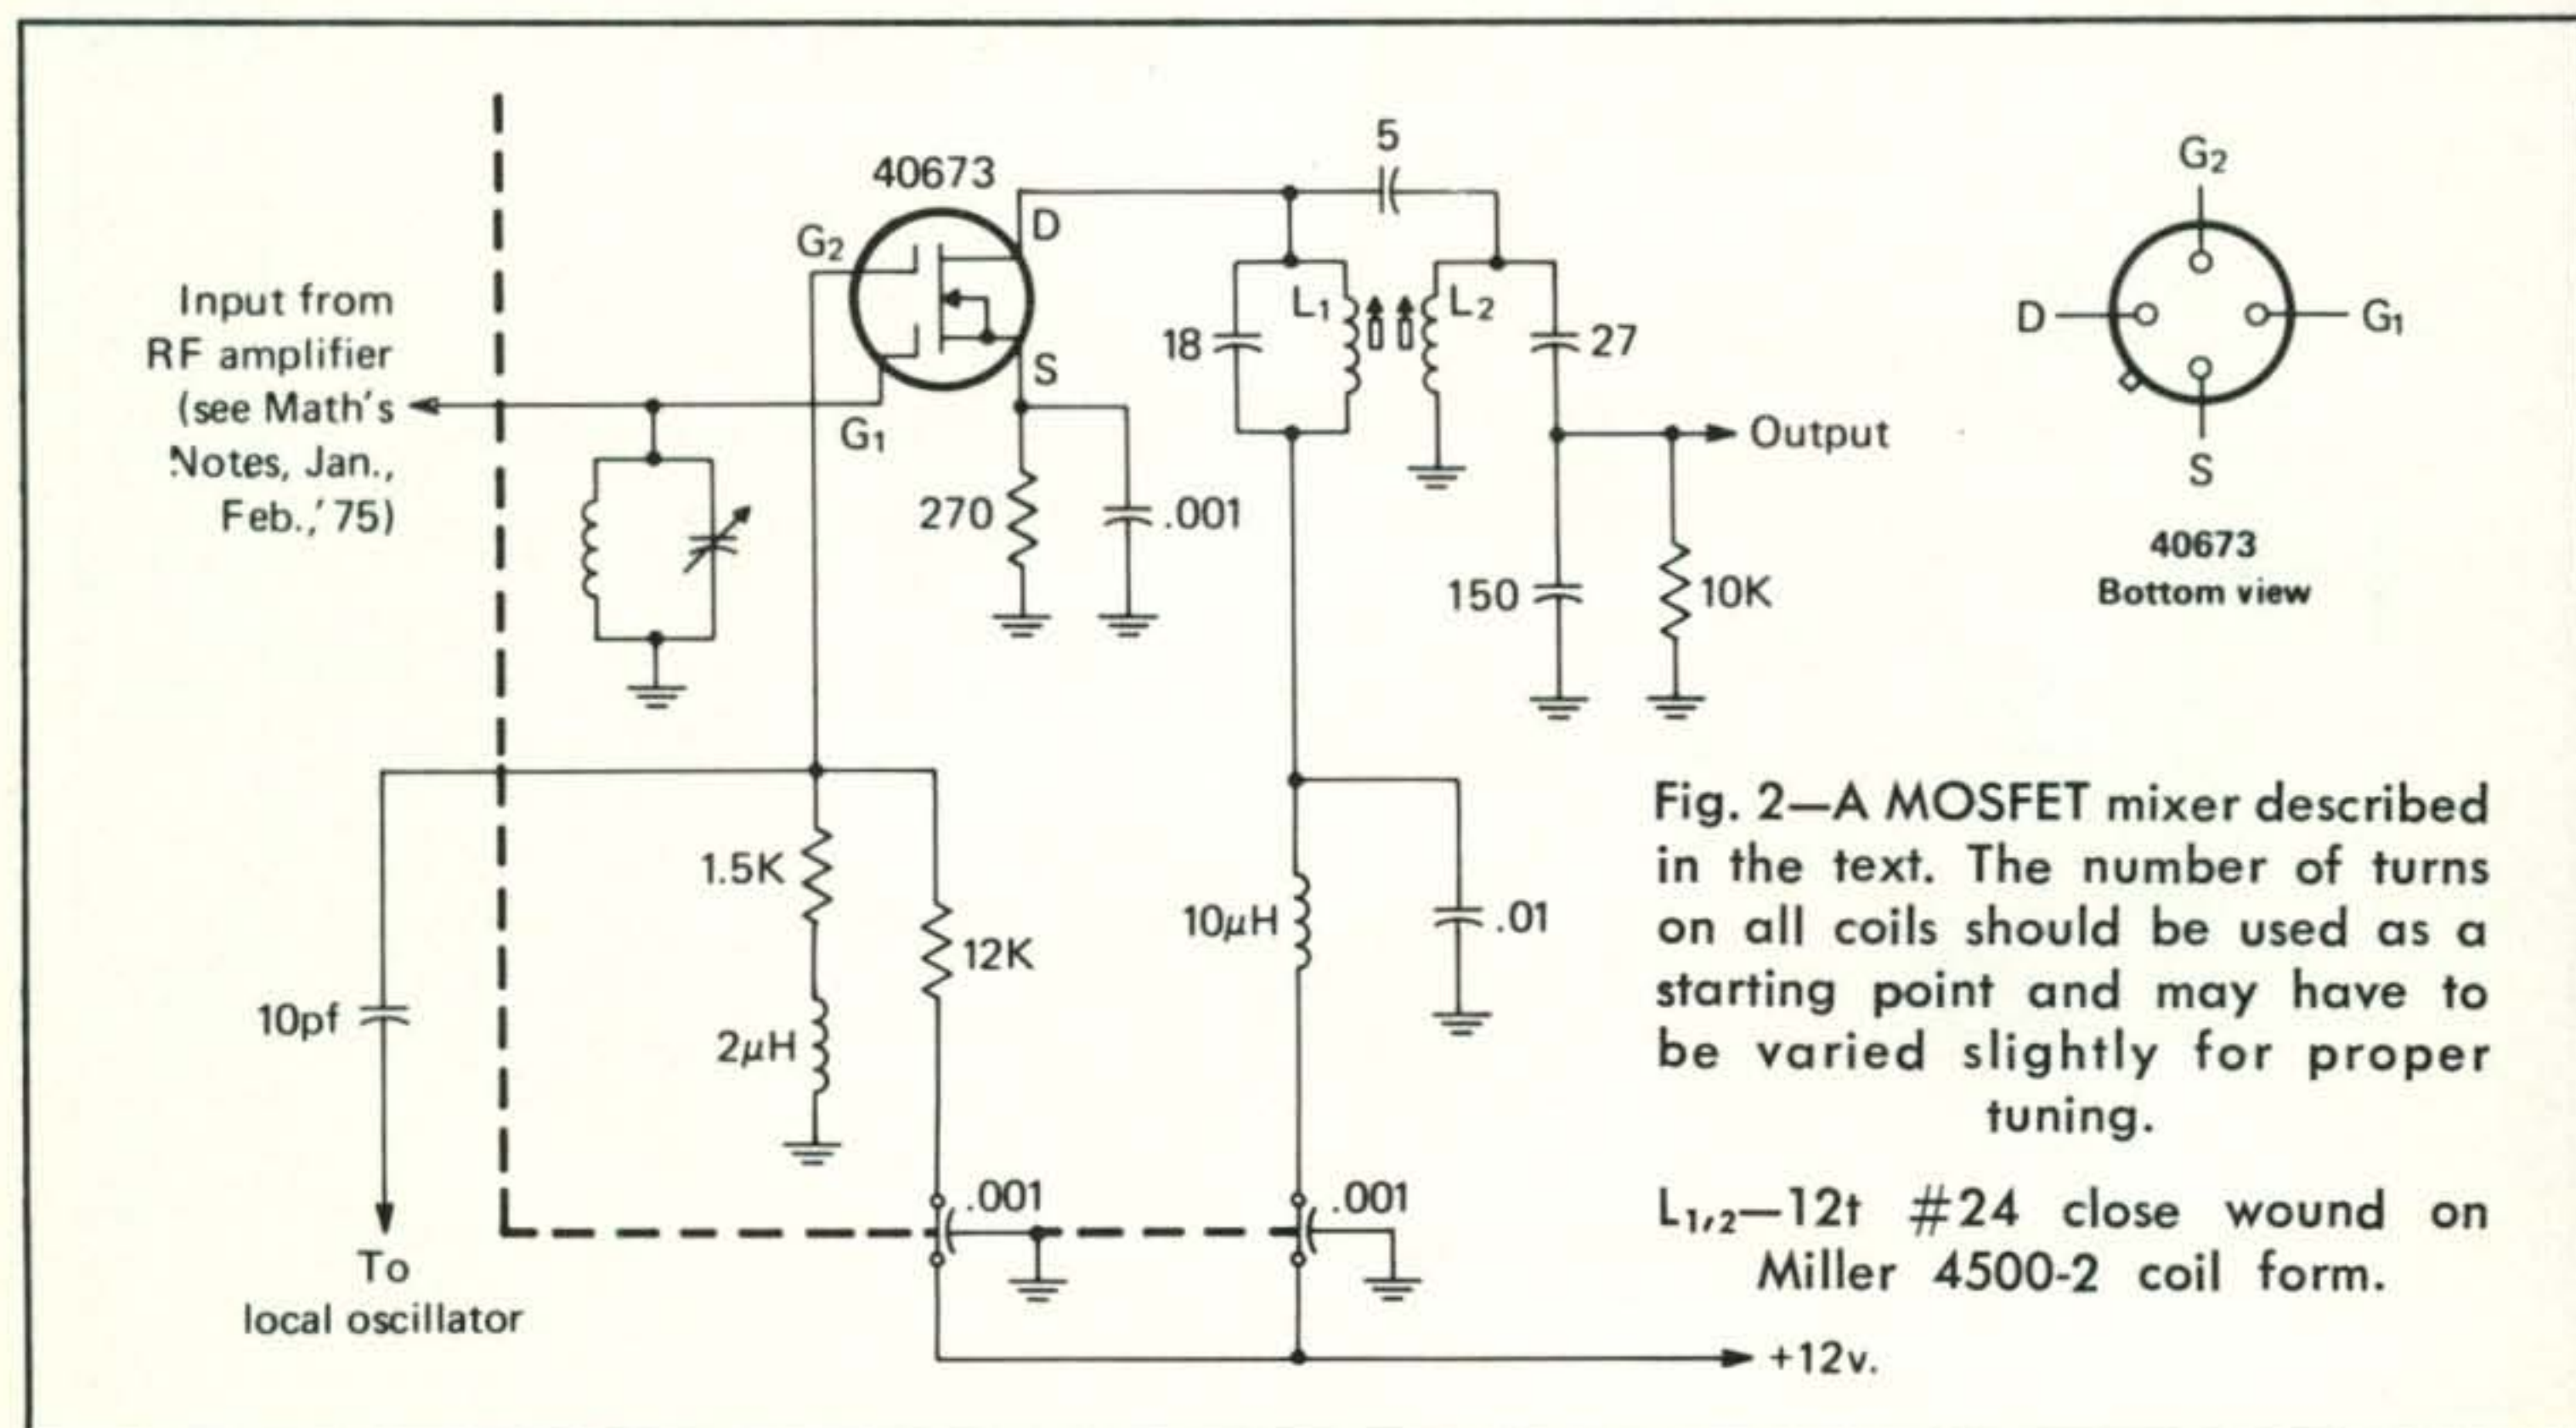 40673
G2
D
S
G1
Input from
RF amplifier
(see Math's
Notes, Jan.,
Feb.,'75)
5
L1
L2
18
27
Output
270
.001
150
10K
G2
D
G1
S
40673
Bottom view
1.5K
12K
2μH
10μH
.01
10pf
To
local oscillator
.001
.001
+12v.
Fig. 2—A MOSFET mixer described
in the text. The number of turns
on all coils should be used as a
starting point and may have to
be varied slightly for proper
tuning.
L1,2—12t #24 close wound on
Miller 4500-2 coil form.